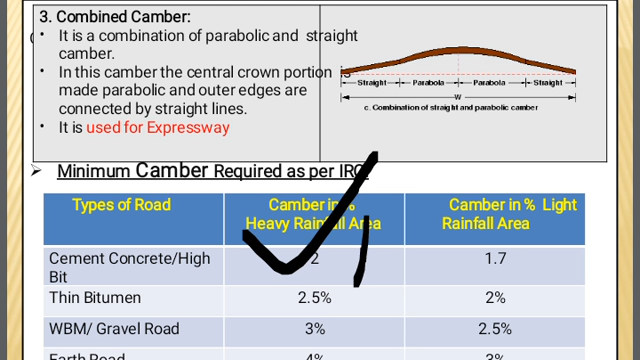 3. Combined Camber:
• It is a combination of parabolic and straight
camber.
• In this camber the central crown portion is
made parabolic and outer edges are
connected by straight lines.
• It is used for Expressway
Straight Parabola Parabola Straight
W
c. Combination of straight and parabolic camber
➢ Minimum Camber Required as per IRC:
Types of Road Camber in % Camber in % Light
Heavy Rainfall Area Rainfall Area
Cement Concrete/High 2 1.7
Bit
Thin Bitumen 2.5% 2%
WBM/ Gravel Road 3% 2.5%
Earth Road 4% 3%